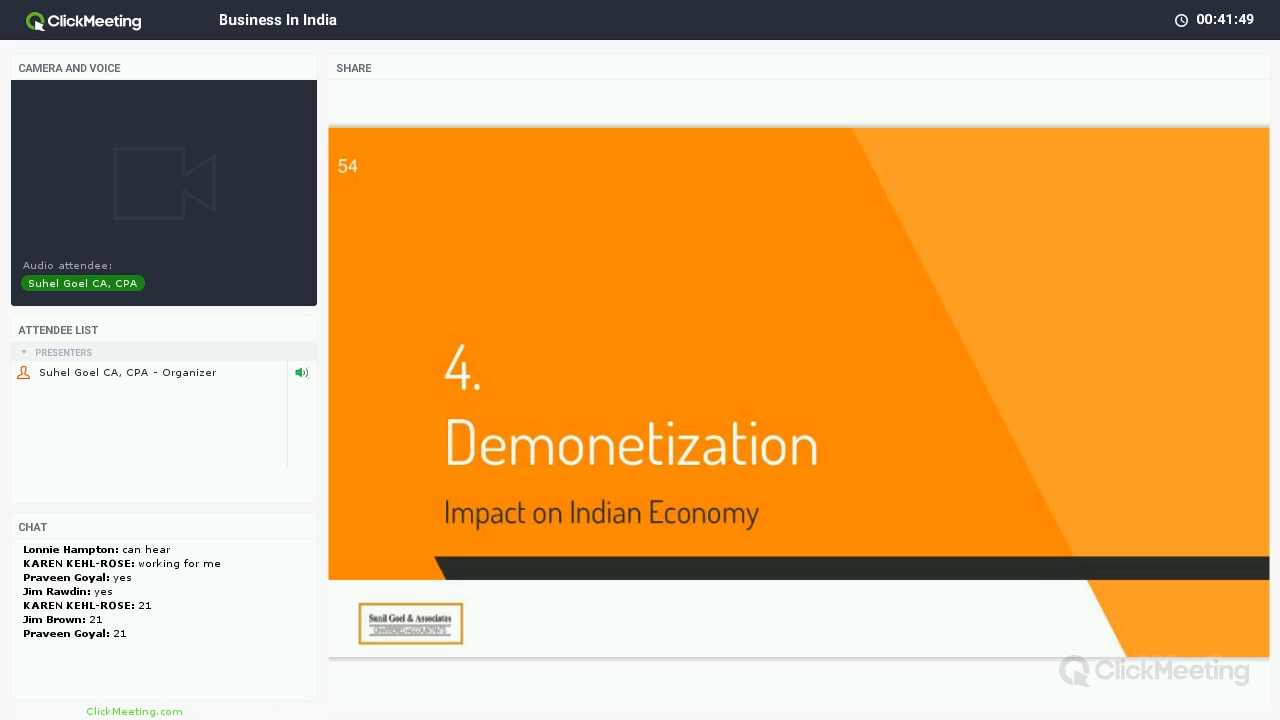 ClickMeeting
Business In India
00:41:49
CAMERA AND VOICE
Audio attendee:
Suhel Goel CA, CPA
ATTENDEE LIST
PRESENTERS
Suhel Goel CA, CPA - Organizer
CHAT
Lonnie Hampton: can hear
KAREN KEHL-ROSE: working for me
Praveen Goyal: yes
Jim Rawdin: yes
KAREN KEHL-ROSE: 21
Jim Brown: 21
Praveen Goyal: 21
ClickMeeting.com
SHARE
54
4.
Demonetization
Impact on Indian Economy
Sunil Goel & Associates
CHARTERED ACCOUNTANTS
ClickMeeting